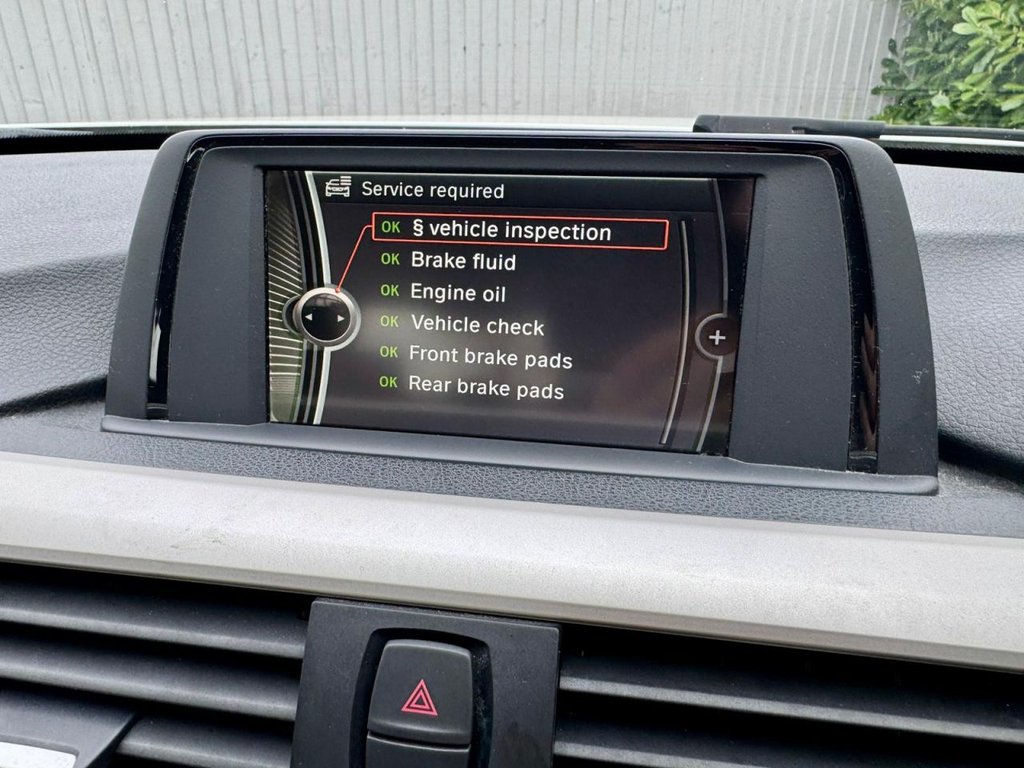 Service required
OK § vehicle inspection
OK Brake fluid
OK Engine oil
OK Vehicle check
OK Front brake pads
OK Rear brake pads